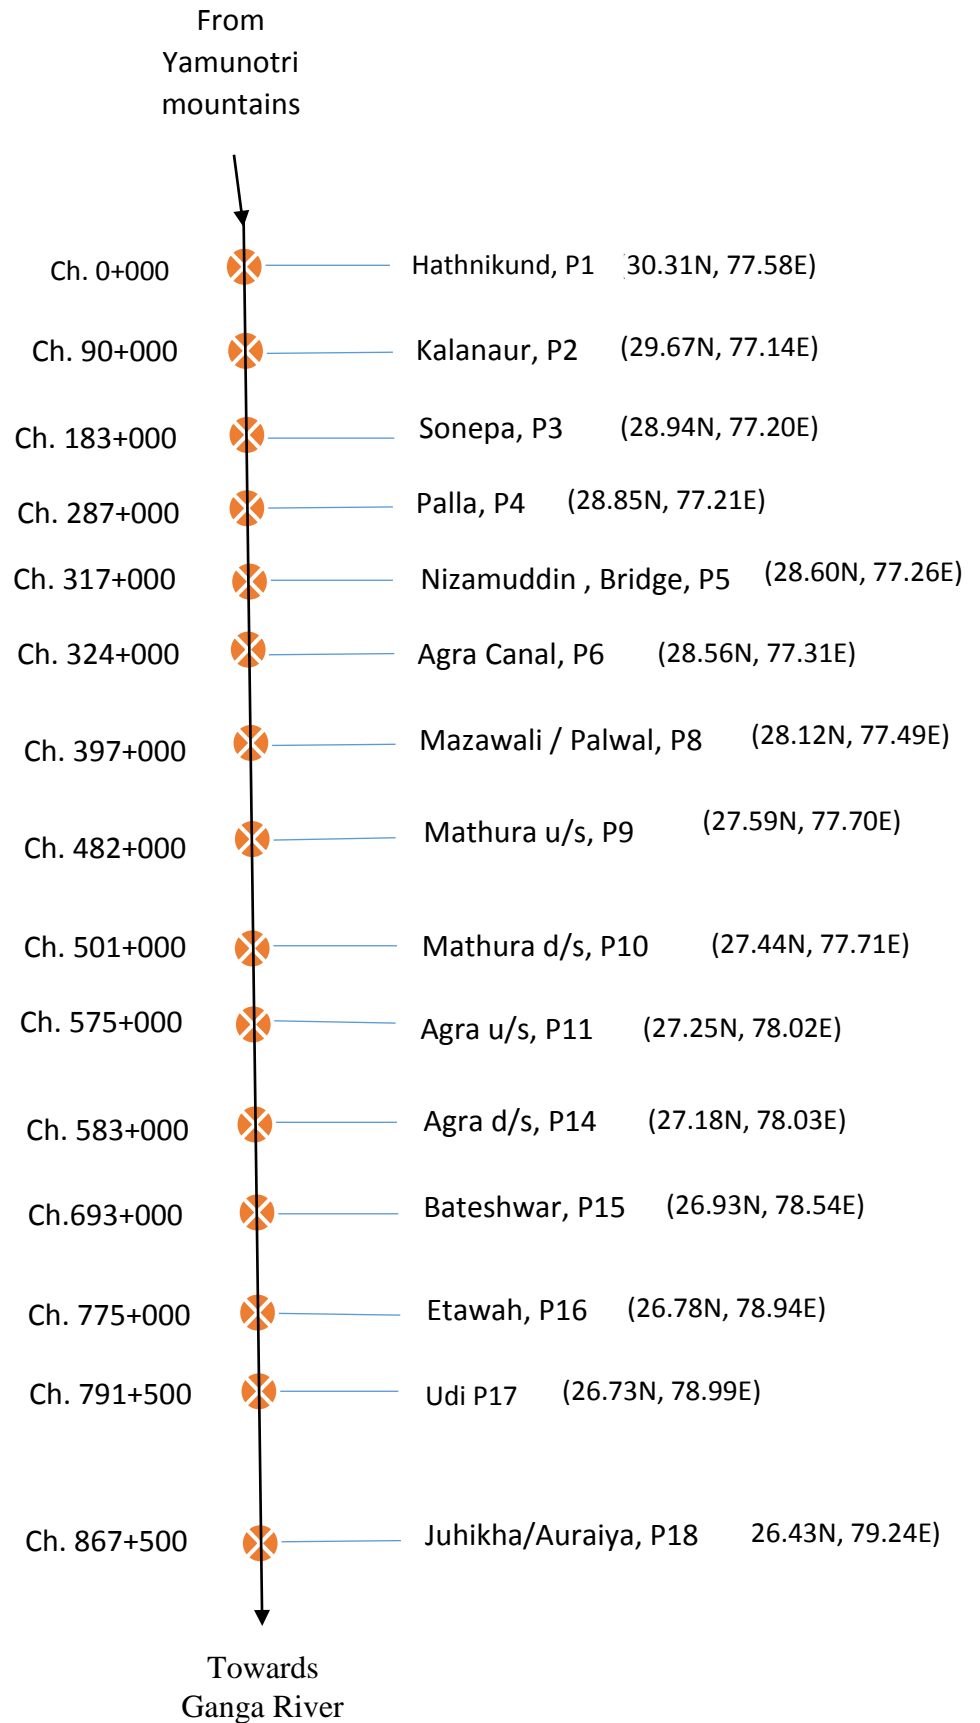 From
Yamunotri
mountains
Ch. 0+000 Hathnikund, P1 (30.31N, 77.58E)
Ch. 90+000 Kalanaur, P2 (29.67N, 77.14E)
Ch. 183+000 Sonepa, P3 (28.94N, 77.20E)
Ch. 287+000 Palla, P4 (28.85N, 77.21E)
Ch. 317+000 Nizamuddin , Bridge, P5 (28.60N, 77.26E)
Ch. 324+000 Agra Canal, P6 (28.56N, 77.31E)
Ch. 397+000 Mazawali / Palwal, P8 (28.12N, 77.49E)
Ch. 482+000 Mathura u/s, P9 (27.59N, 77.70E)
Ch. 501+000 Mathura d/s, P10 (27.44N, 77.71E)
Ch. 575+000 Agra u/s, P11 (27.25N, 78.02E)
Ch. 583+000 Agra d/s, P14 (27.18N, 78.03E)
Ch.693+000 Bateshwar, P15 (26.93N, 78.54E)
Ch. 775+000 Etawah, P16 (26.78N, 78.94E)
Ch. 791+500 Udi P17 (26.73N, 78.99E)
Ch. 867+500 Juhikha/Auraiya, P18 26.43N, 79.24E)
Towards
Ganga River